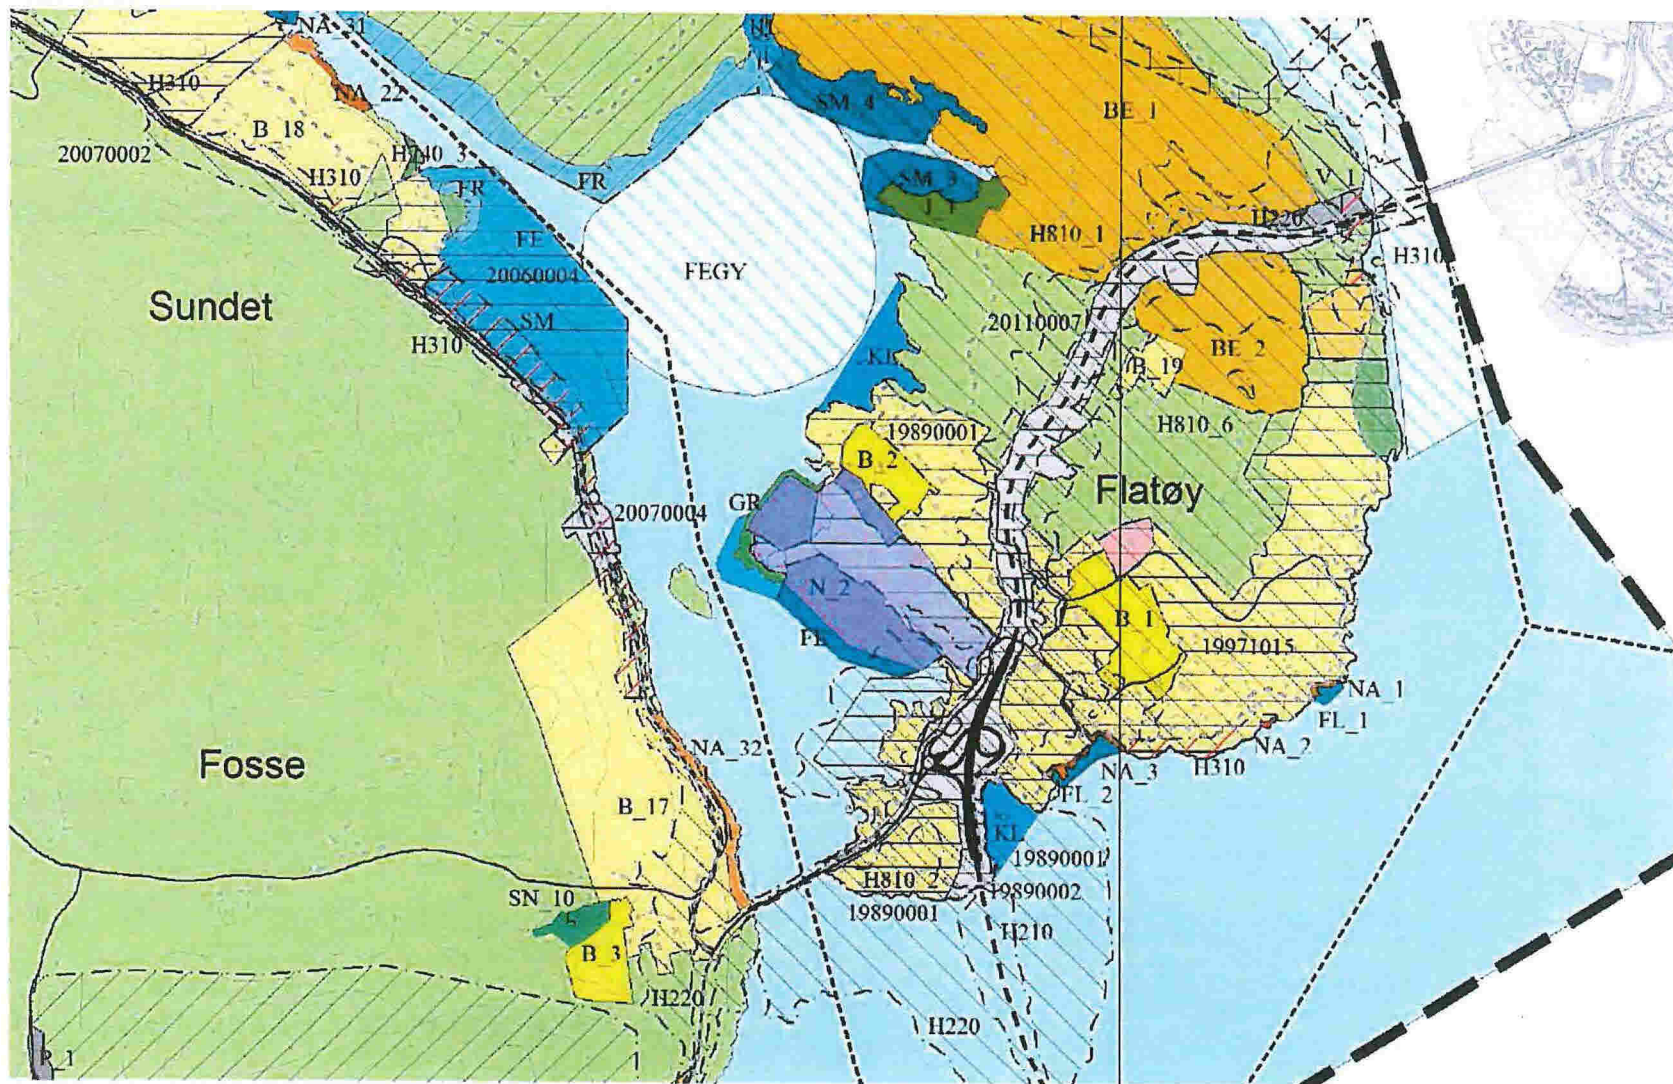 NA_31
H310
NA_22
B_18
20070002
H740_3
H310
FR
FR
SM_4
BE_1
SM_3
V_1
H220
H810_1
H310
FE
20060004
FEGY
Sundet
SM
H310
20110007
KL
BE_2
B_19
19890001
H810_6
B_2
Flatøy
GR
20070004
N_2
B_1
19971015
NA_1
FL_1
NA_2
NA_32
NA_3
H310
Fosse
FL_2
B_17
KL
19890001
H810_2
19890002
SN_10
19890001
H210
B_3
H220
H220